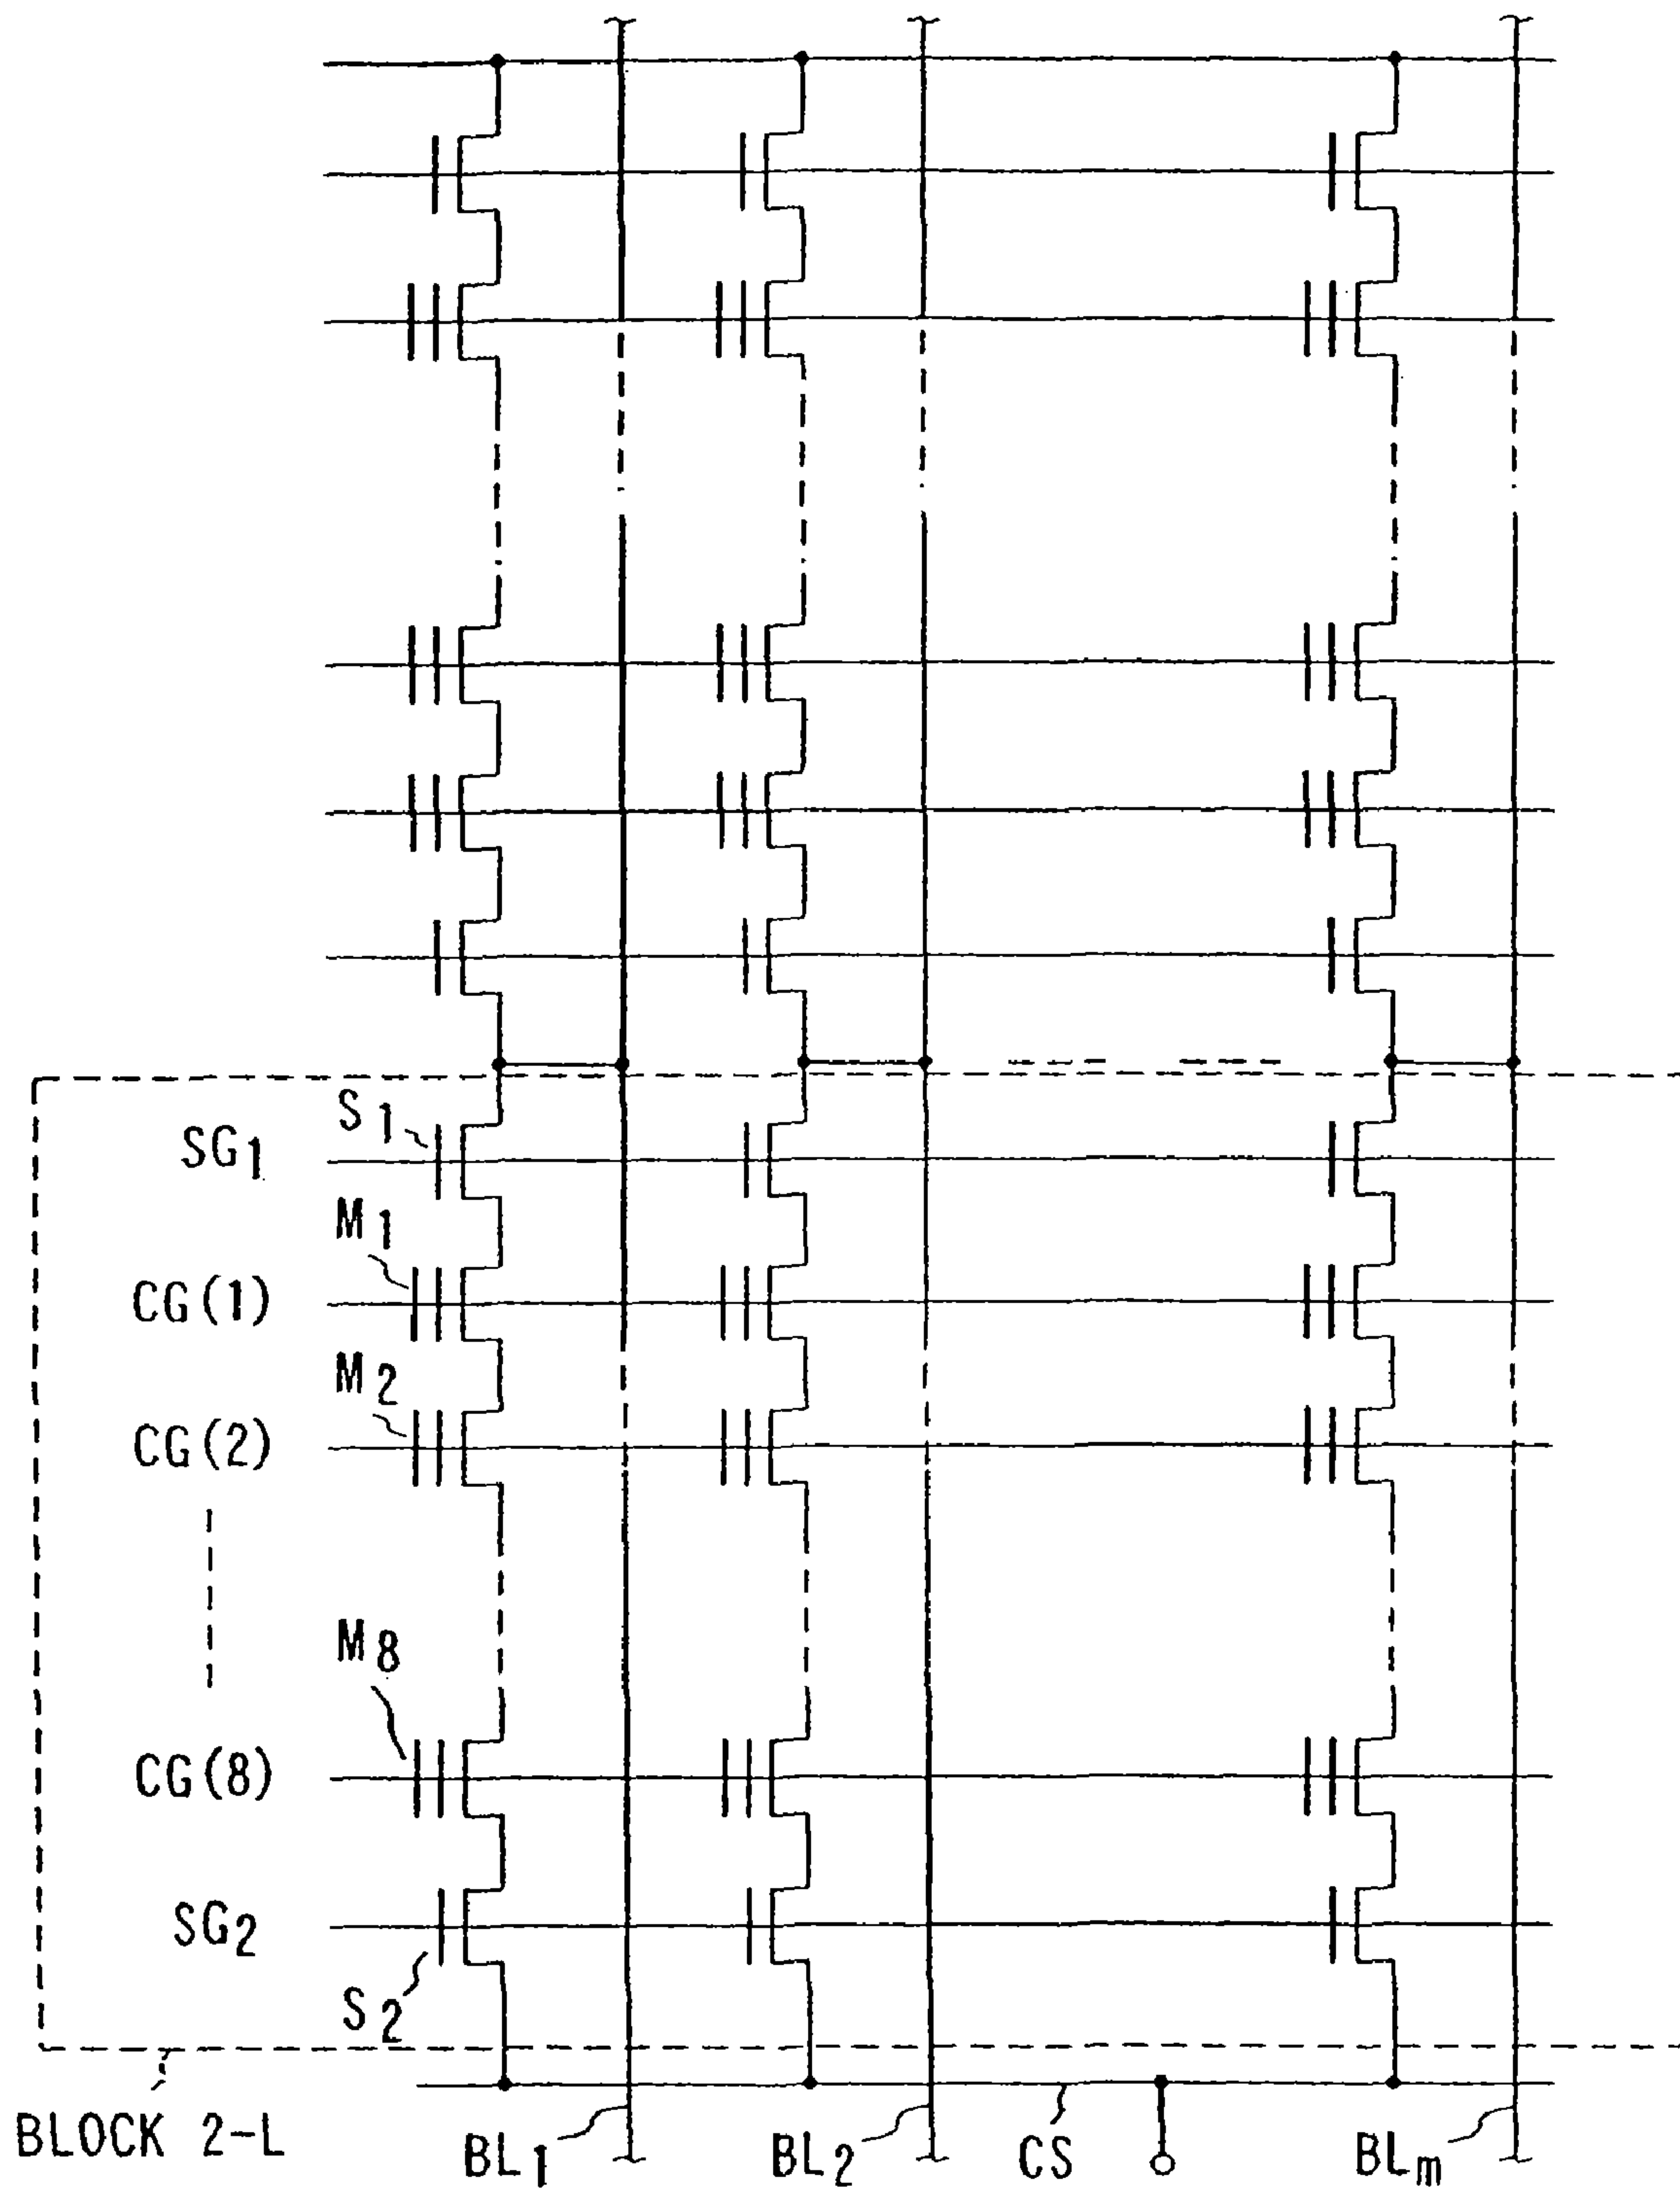 S1
SG1
M1
CG(1)
M2
CG(2)
M8
CG(8)
SG2
S2
BLOCK 2-L
BL1
BL2
CS
BLm